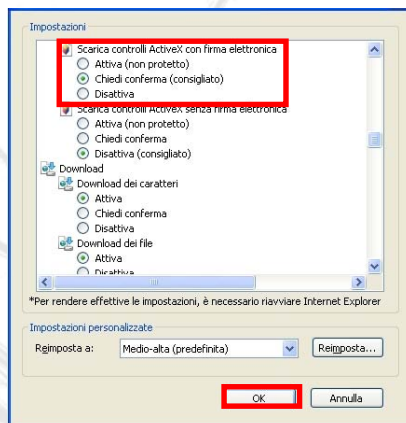 Impostazioni
Scarica controlli ActiveX con firma elettronica
Attiva (non protetto)
Chiedi conferma (consigliato)
Disattiva
Scarica controlli ActiveX senza firma elettronica
Attiva (non protetto)
Chiedi conferma
Disattiva (consigliato)
Download
Download dei caratteri
Attiva
Chiedi conferma
Disattiva
Download dei file
Attiva
Disattiva
*Per rendere effettive le impostazioni, è necessario riavviare Internet Explorer
Impostazioni personalizzate
Reimposta a: Medio-alta (predefinita) Reimposta...
OK Annulla